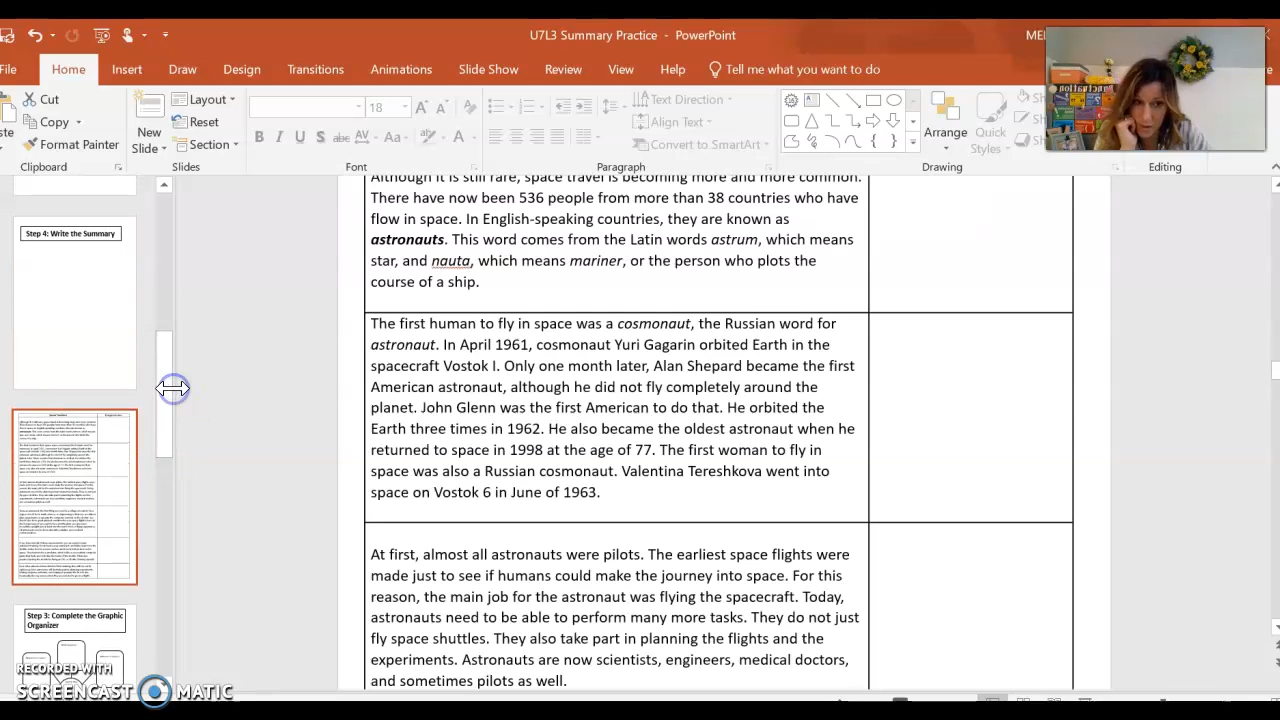 U7L3 Summary Practice - PowerPoint
File Home Insert Draw Design Transitions Animations Slide Show Review View Help Tell me what you want to do
Cut
Copy
Format Painter
Clipboard
New
Slide
Layout
Reset
Section
Slides
18
Font
Text Direction
Align Text
Convert to SmartArt
Paragraph
Arrange
Quick
Styles
Drawing
Editing
Step 4: Write the Summary
Step 3: Complete the Graphic
Organizer
Although it is still rare, space travel is becoming more and more common.
There have now been 536 people from more than 38 countries who have
flow in space. In English-speaking countries, they are known as
astronauts. This word comes from the Latin words astrum, which means
star, and nauta, which means mariner, or the person who plots the
course of a ship.
The first human to fly in space was a cosmonaut, the Russian word for
astronaut. In April 1961, cosmonaut Yuri Gagarin orbited Earth in the
spacecraft Vostok I. Only one month later, Alan Shepard became the first
American astronaut, although he did not fly completely around the
planet. John Glenn was the first American to do that. He orbited the
Earth three times in 1962. He also became the oldest astronaut when he
returned to space in 1998 at the age of 77. The first woman to fly in
space was also a Russian cosmonaut. Valentina Tereshkova went into
space on Vostok 6 in June of 1963.
At first, almost all astronauts were pilots. The earliest space flights were
made just to see if humans could make the journey into space. For this
reason, the main job for the astronaut was flying the spacecraft. Today,
astronauts need to be able to perform many more tasks. They do not just
fly space shuttles. They also take part in planning the flights and the
experiments. Astronauts are now scientists, engineers, medical doctors,
and sometimes pilots as well.
RECORDED WITH
SCREENCAST MATIC